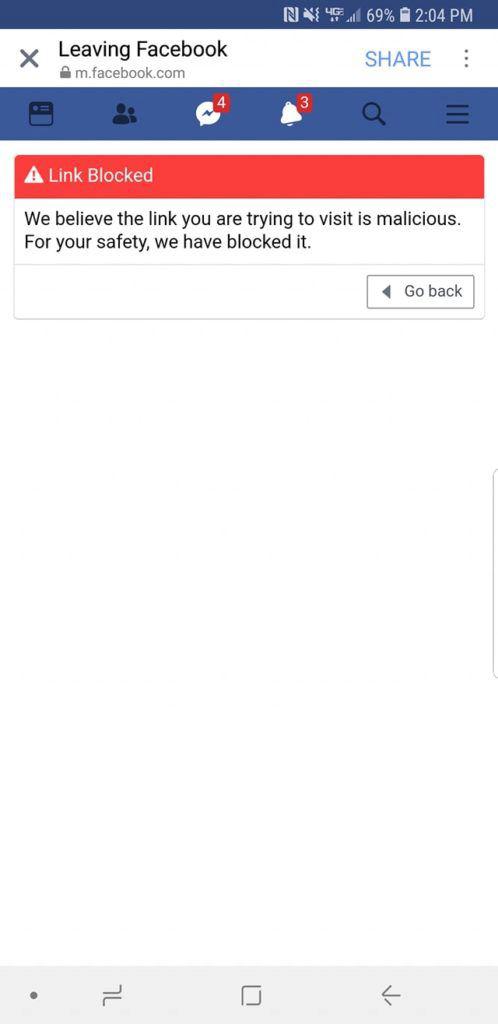 4G 69% 2:04 PM
Leaving Facebook
m.facebook.com
SHARE
4
3
Link Blocked
We believe the link you are trying to visit is malicious.
For your safety, we have blocked it.
Go back